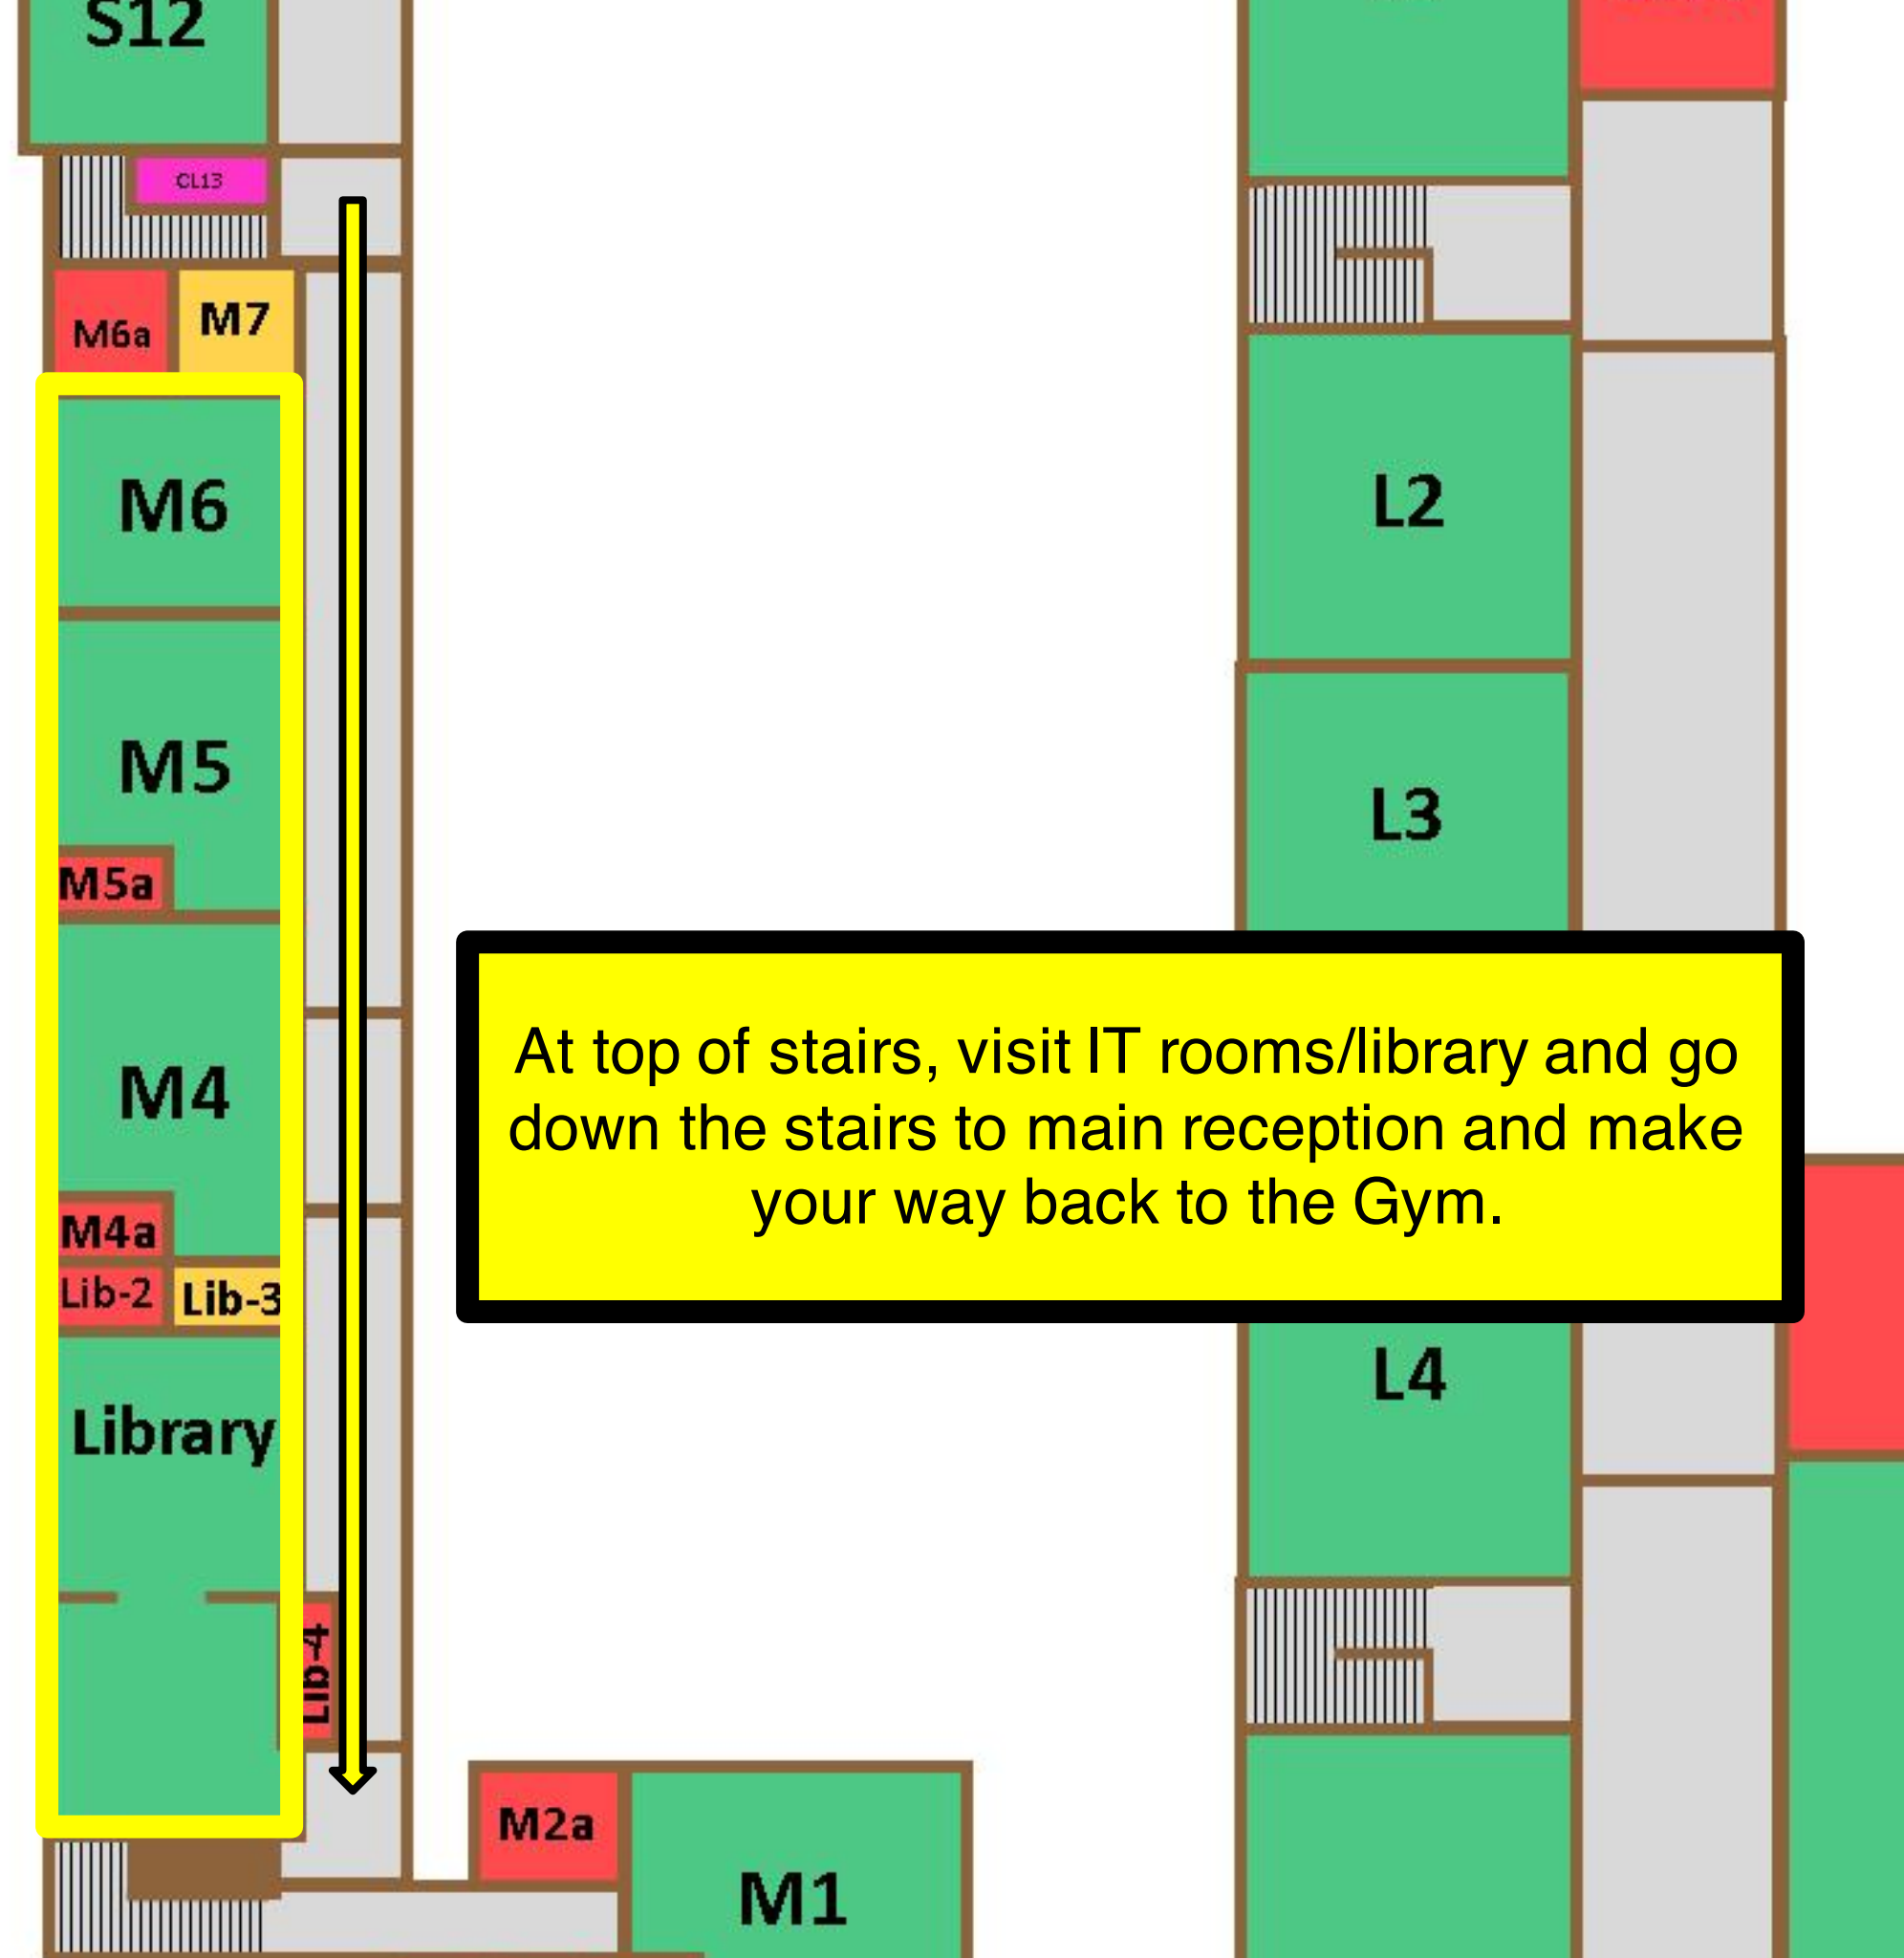 S12
CL13
M6a
M7
M6
L2
M5
L3
M5a
At top of stairs, visit IT rooms/library and go
down the stairs to main reception and make
your way back to the Gym.
M4
M4a
Lib-2
Lib-3
L4
Library
Lib-4
M2a
M1